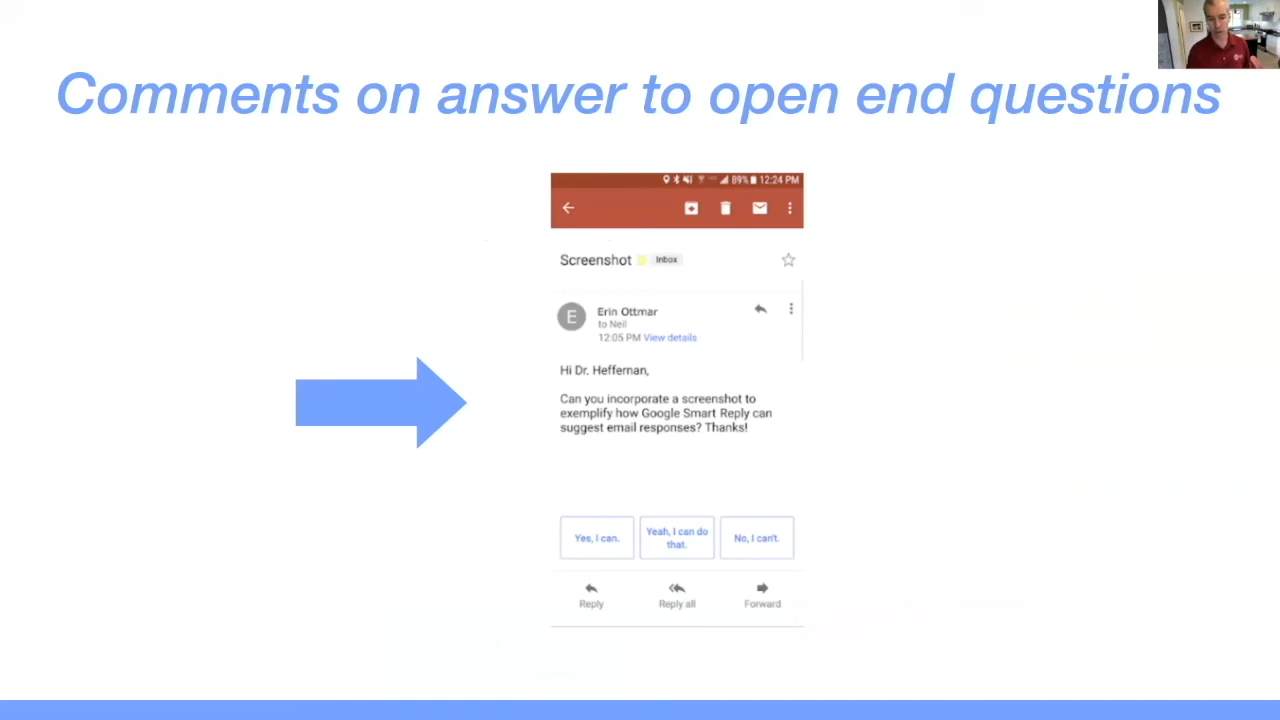 Comments on answer to open end questions
89% 12:24 PM
Screenshot Inbox
E
Erin Ottmar
to Neil
12:05 PM View details
Hi Dr. Heffernan,
Can you incorporate a screenshot to
exemplify how Google Smart Reply can
suggest email responses? Thanks!
Yes, I can.
Yeah, I can do
that.
No, I can't.
Reply
Reply all
Forward